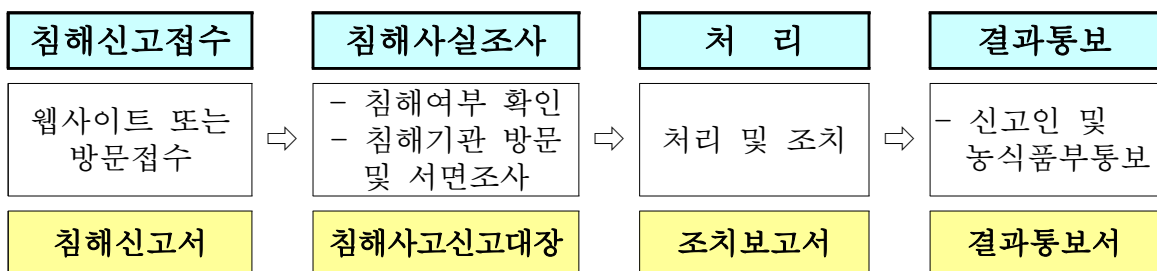 침해신고접수
침해사실조사
처 리
결과통보
웹사이트 또는
방문접수
⇨
- 침해여부 확인
- 침해기관 방문
및 서면조사
⇨
처리 및 조치
⇨
- 신고인 및
농식품부통보
침해신고서
침해사고신고대장
조치보고서
결과통보서